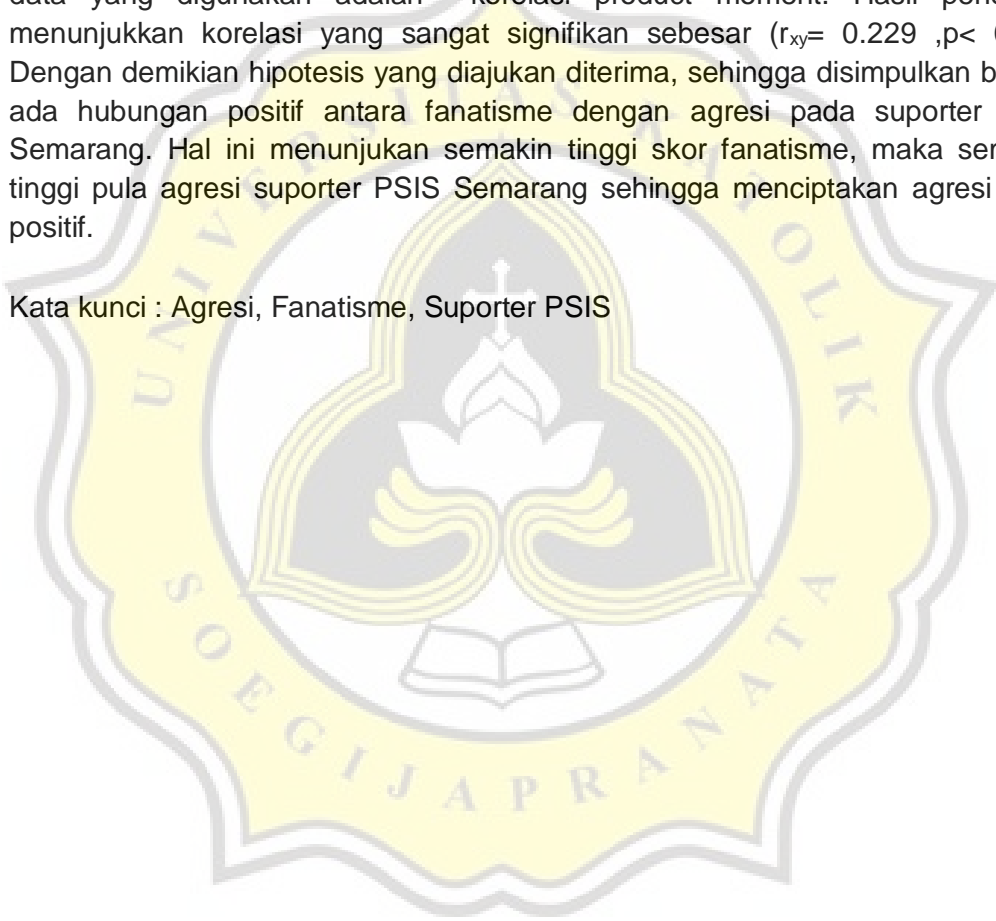 data yang digunakan adalah korelasi product moment. Hasil
menunjukkan korelasi yang sangat signifikan sebesar (rxy= 0.229 ,p<
Dengan demikian hipotesis yang diajukan diterima, sehingga disimpulkan
ada hubungan positif antara fanatisme dengan agresi pada suporter
Semarang. Hal ini menunjukan semakin tinggi skor fanatisme, maka
tinggi pula agresi suporter PSIS Semarang sehingga menciptakan agresi
positif.
Kata kunci : Agresi, Fanatisme, Suporter PSIS
UNIVERSITAS KATOLIK
SOEGIJAPRANATA